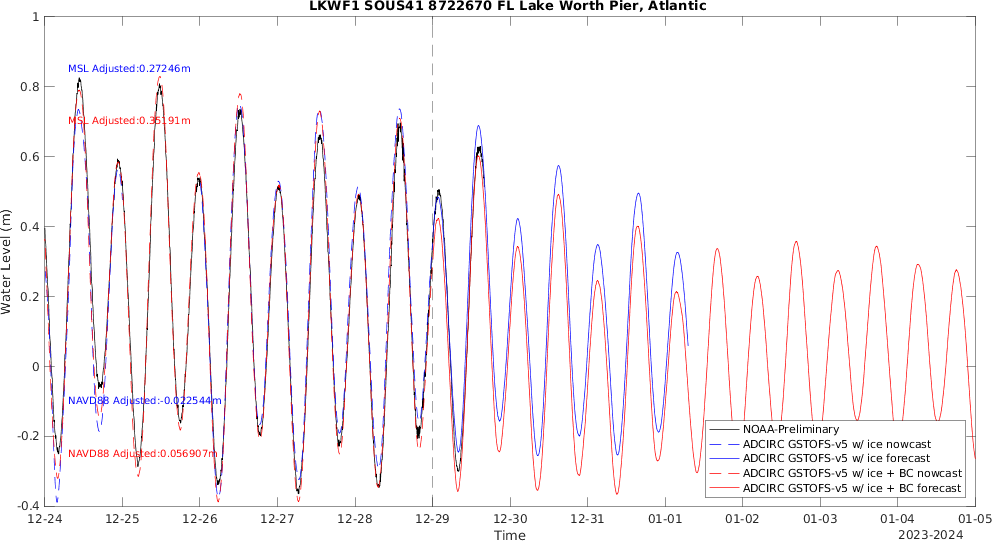 LKWF1 SOUS41 8722670 FL Lake Worth Pier, Atlantic
1
0.8
0.6
0.4
0.2
0
-0.2
-0.4
Water Level (m)
MSL Adjusted:0.27246m
MSL Adjusted:0.35191m
NAVD88 Adjusted:-0.022544m
NAVD88 Adjusted:0.056907m
NOAA-Preliminary
ADCIRC GSTOFS-v5 w/ ice nowcast
ADCIRC GSTOFS-v5 w/ ice forecast
ADCIRC GSTOFS-v5 w/ ice + BC nowcast
ADCIRC GSTOFS-v5 w/ ice + BC forecast
12-24 12-25 12-26 12-27 12-28 12-29 12-30 12-31 01-01 01-02 01-03 01-04 01-05
Time
2023-2024